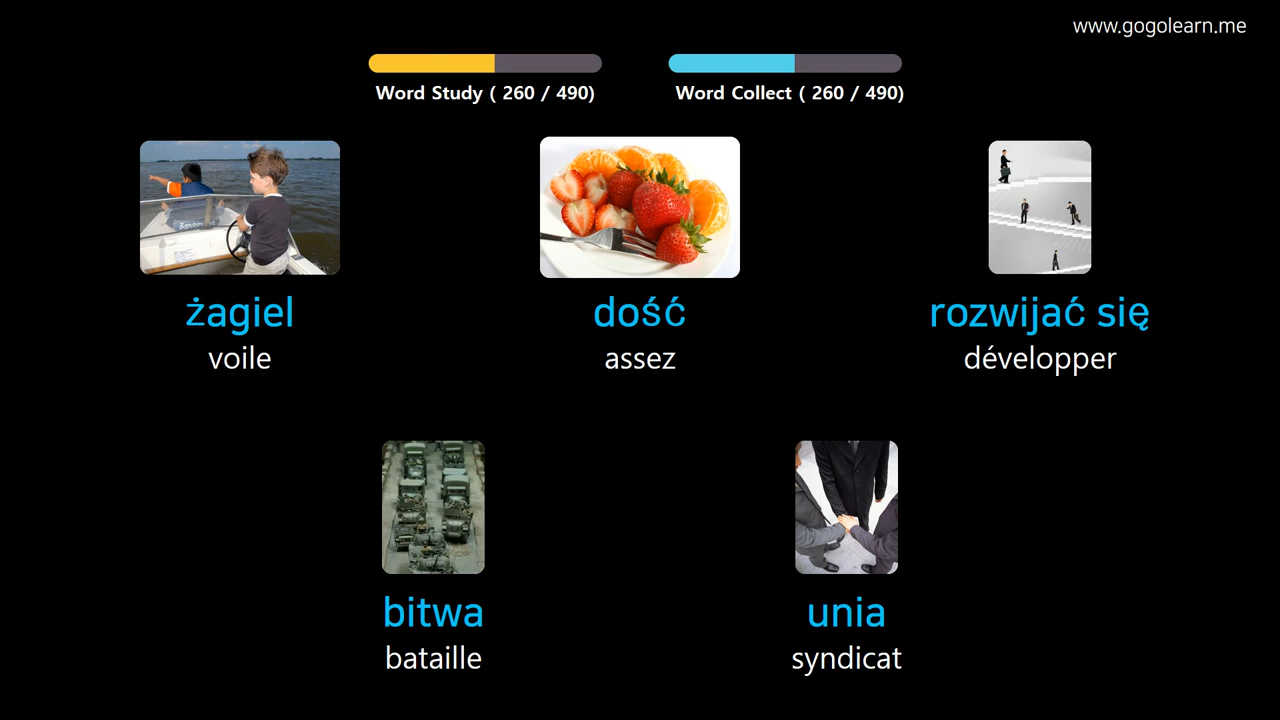 www.gogolearn.me
Word Study ( 260 / 490)
Word Collect ( 260 / 490)
żagiel
voile
dość
assez
rozwijać się
développer
bitwa
bataille
unia
syndicat